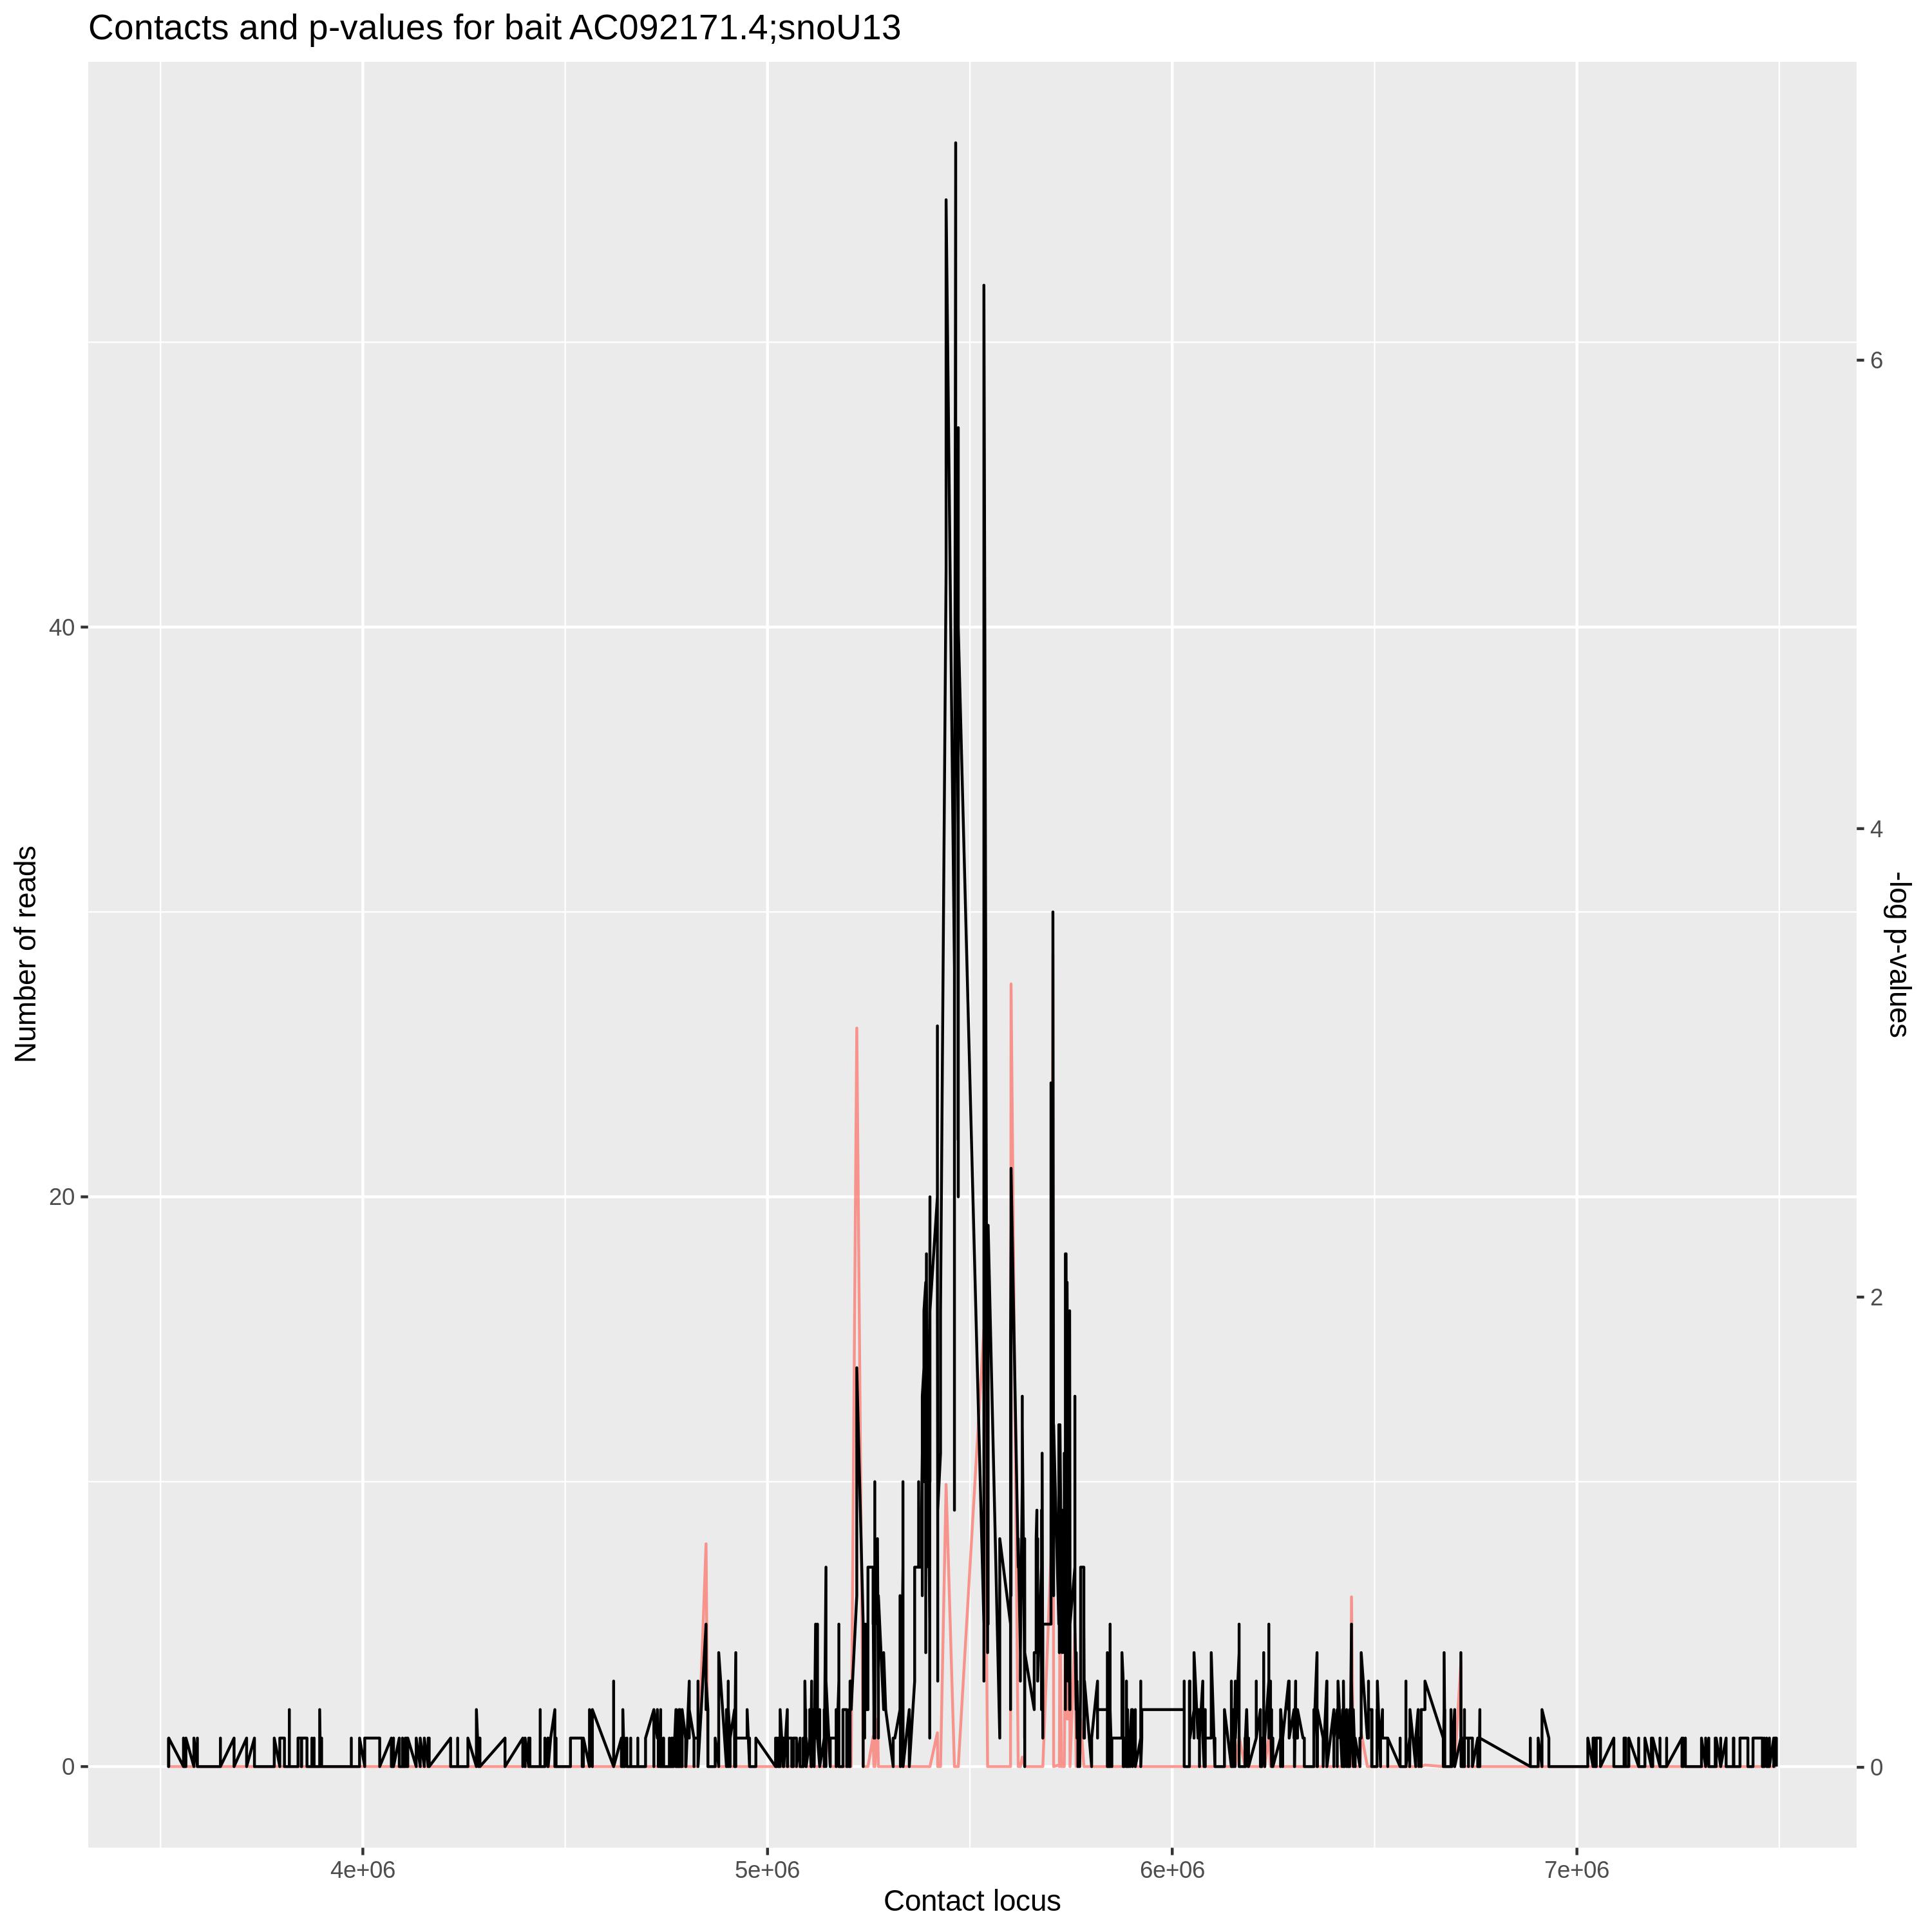 Contacts and p-values for bait AC092171.4;snoU13
Number of reads
40
20
0
6
4
2
0
-log p-values
4e+06
5e+06
6e+06
7e+06
Contact locus